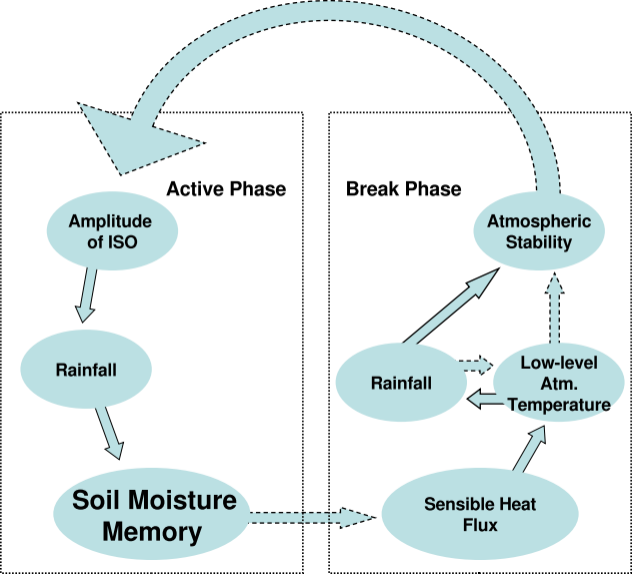 Active Phase
Break Phase
Amplitude
of ISO
Atmospheric
Stability
Rainfall
Rainfall
Low-level
Atm.
Temperature
Soil Moisture
Memory
Sensible Heat
Flux